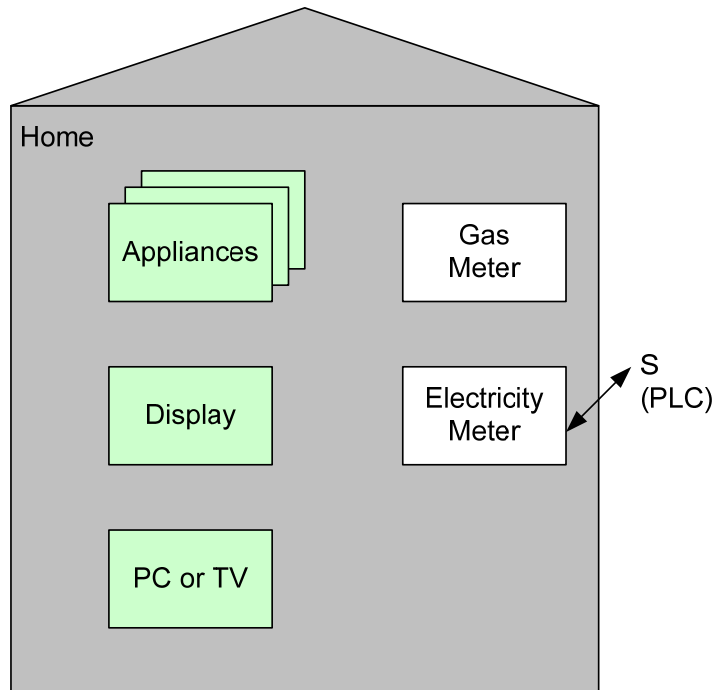 Home
Appliances
Gas
Meter
Display
Electricity
Meter
S
(PLC)
PC or TV